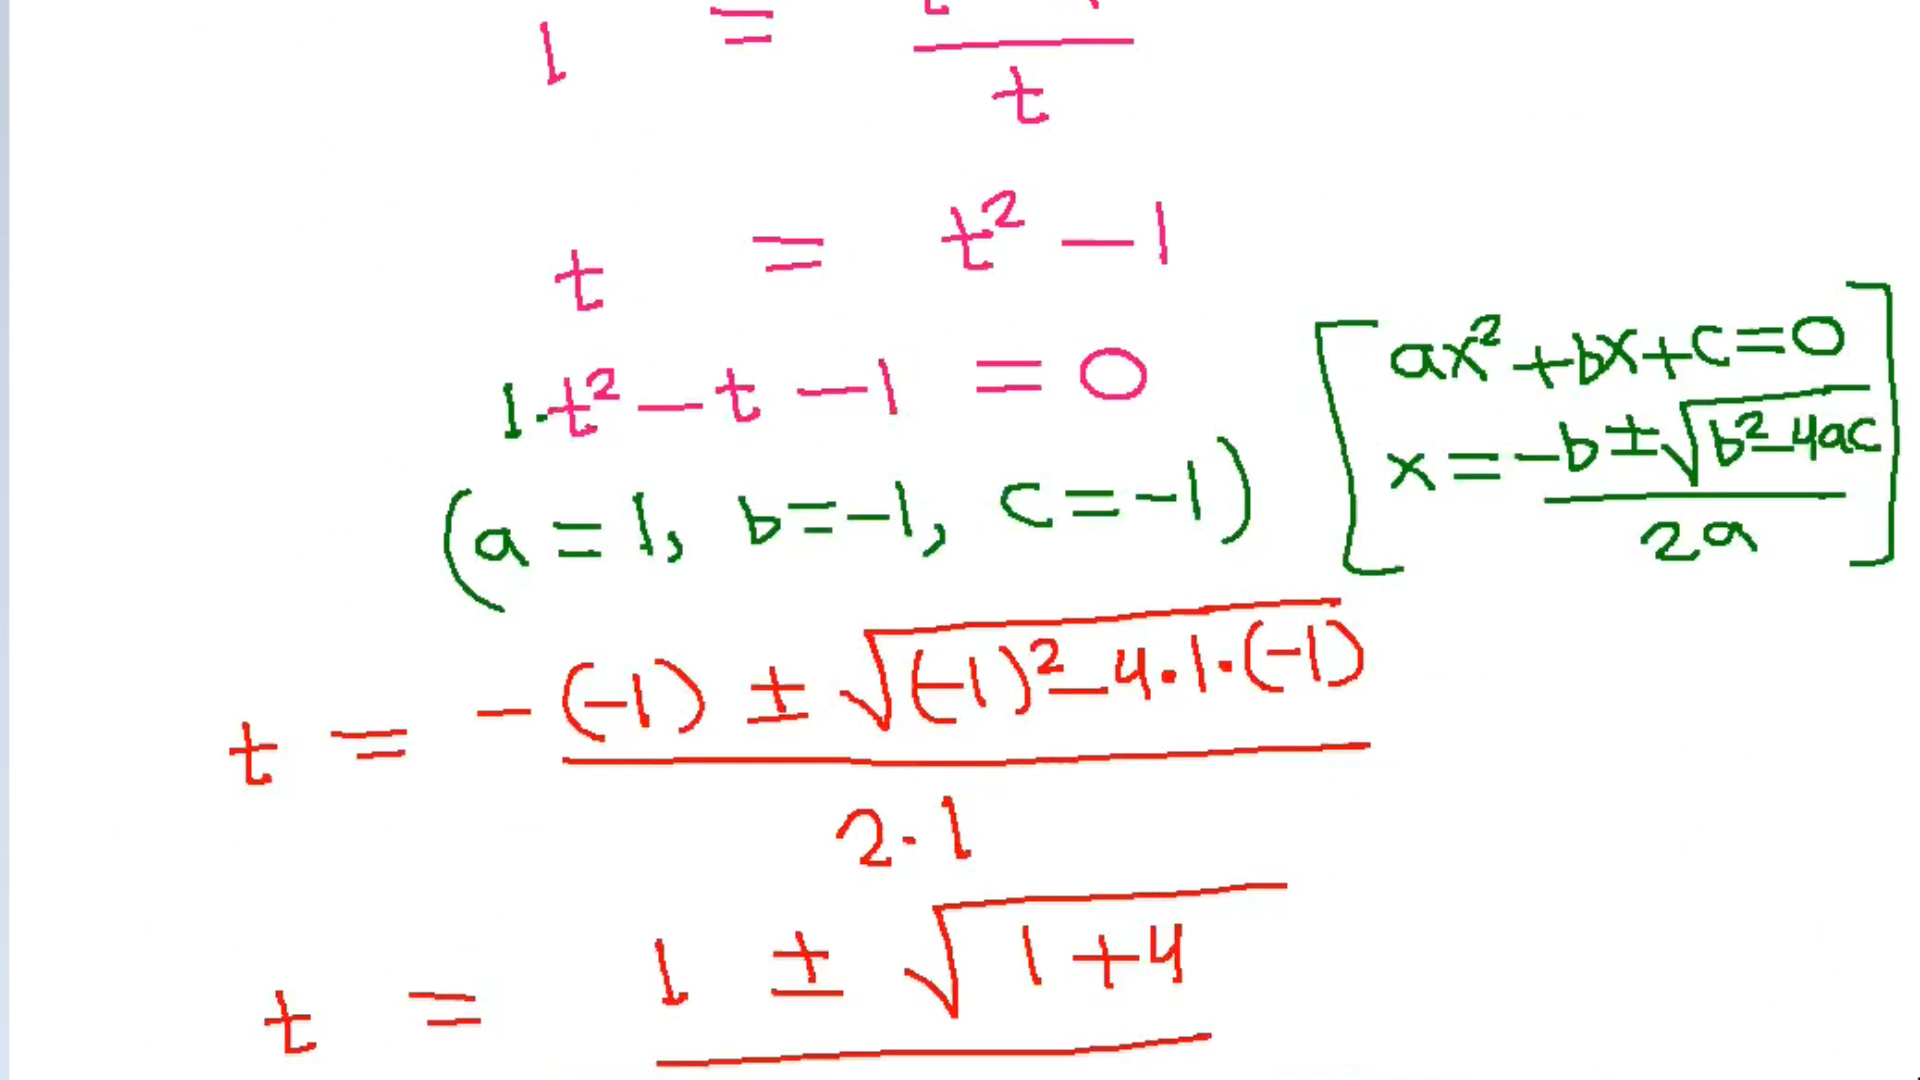 1 = / t
t = t² - 1
1·t² - t - 1 = 0
(a = 1, b = -1, c = -1)
[ax² + bx + c = 0
x = (-b ± √(b² - 4ac)) / 2a]
t = (-(-1) ± √((-1)² - 4·1·(-1))) / 2·1
t = 1 ± √(1 + 4)